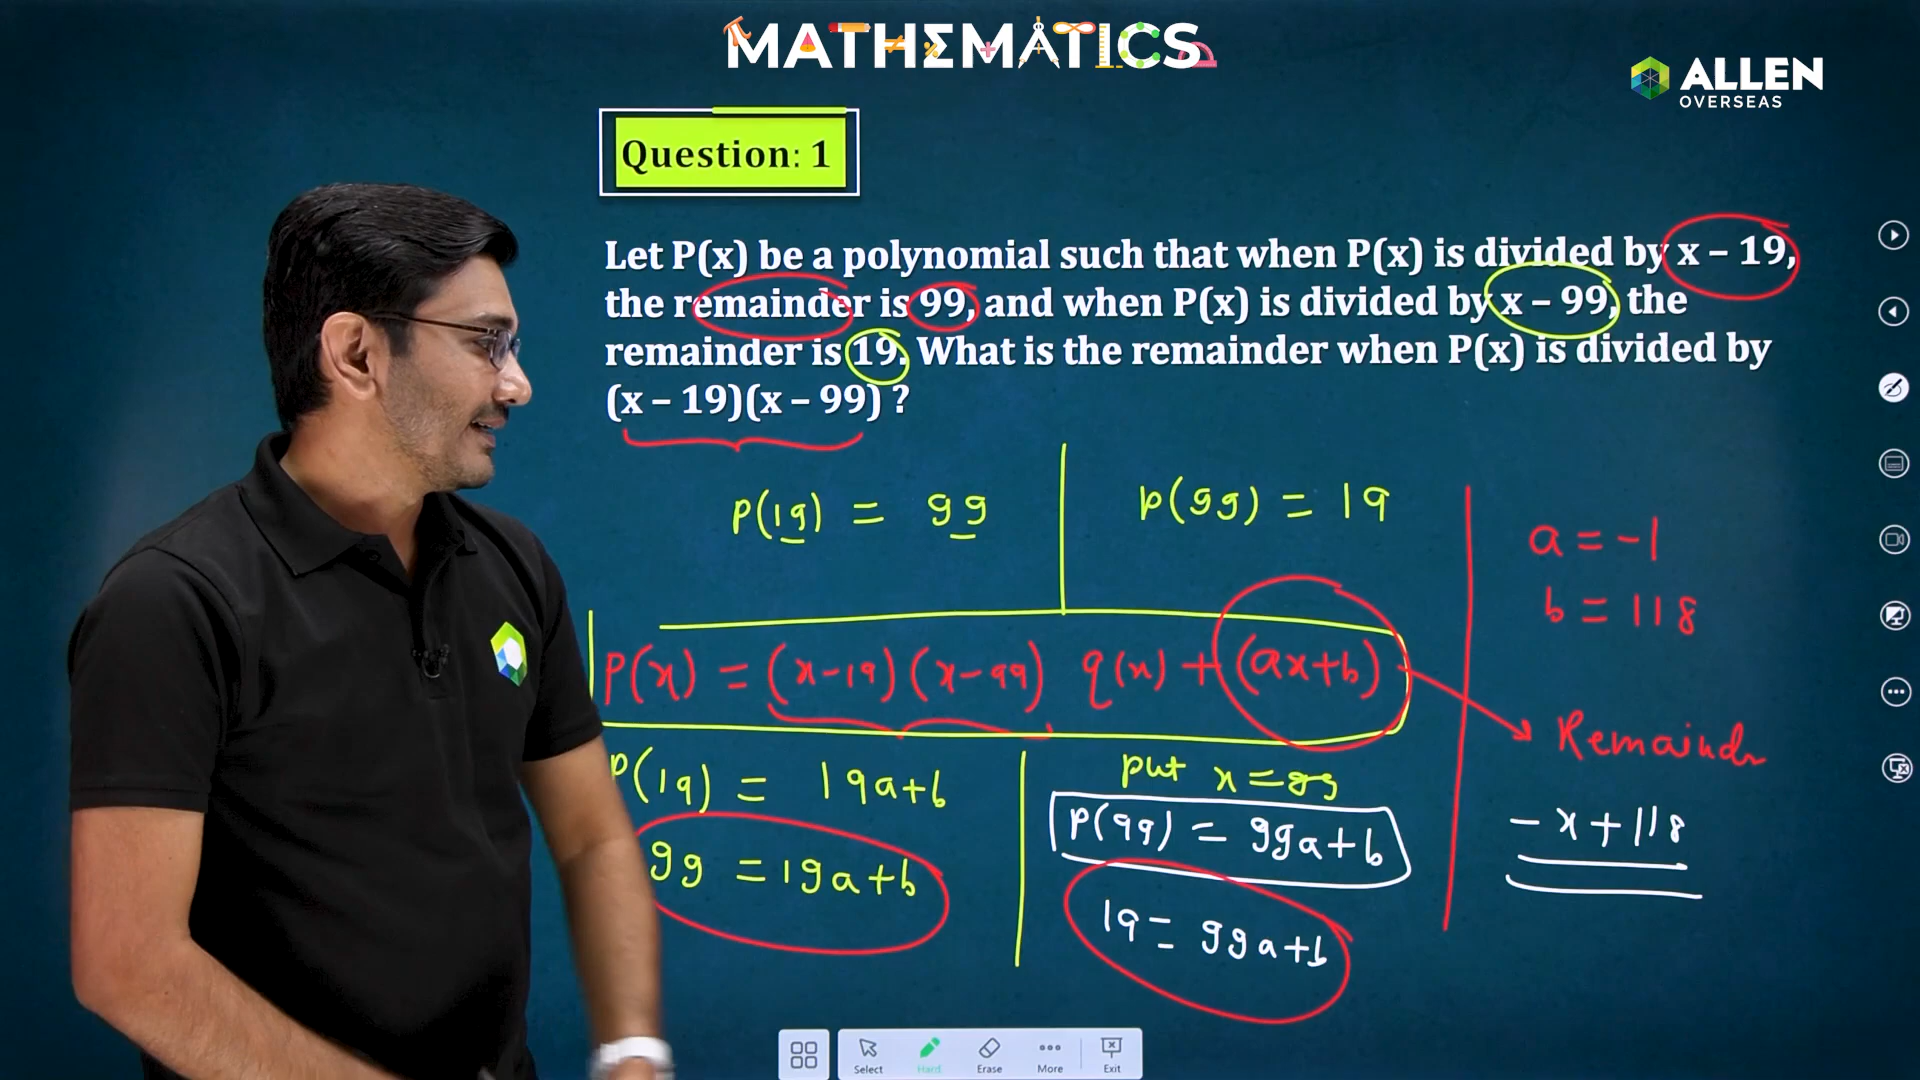 MATHEMATICS
ALLEN
OVERSEAS
Question: 1
Let P(x) be a polynomial such that when P(x) is divided by x – 19,
the remainder is 99, and when P(x) is divided by x – 99, the
remainder is 19. What is the remainder when P(x) is divided by
(x – 19)(x – 99) ?
P(19) = 99
P(99) = 19
a = -1
b = 118
P(x) = (x-19)(x-99) q(x) + (ax+b)
Remainder
P(19) = 19a+b
99 = 19a+b
put x = 99
P(99) = 99a+b
19 = 99a+b
-x+118
Select
Hard
Erase
More
Exit